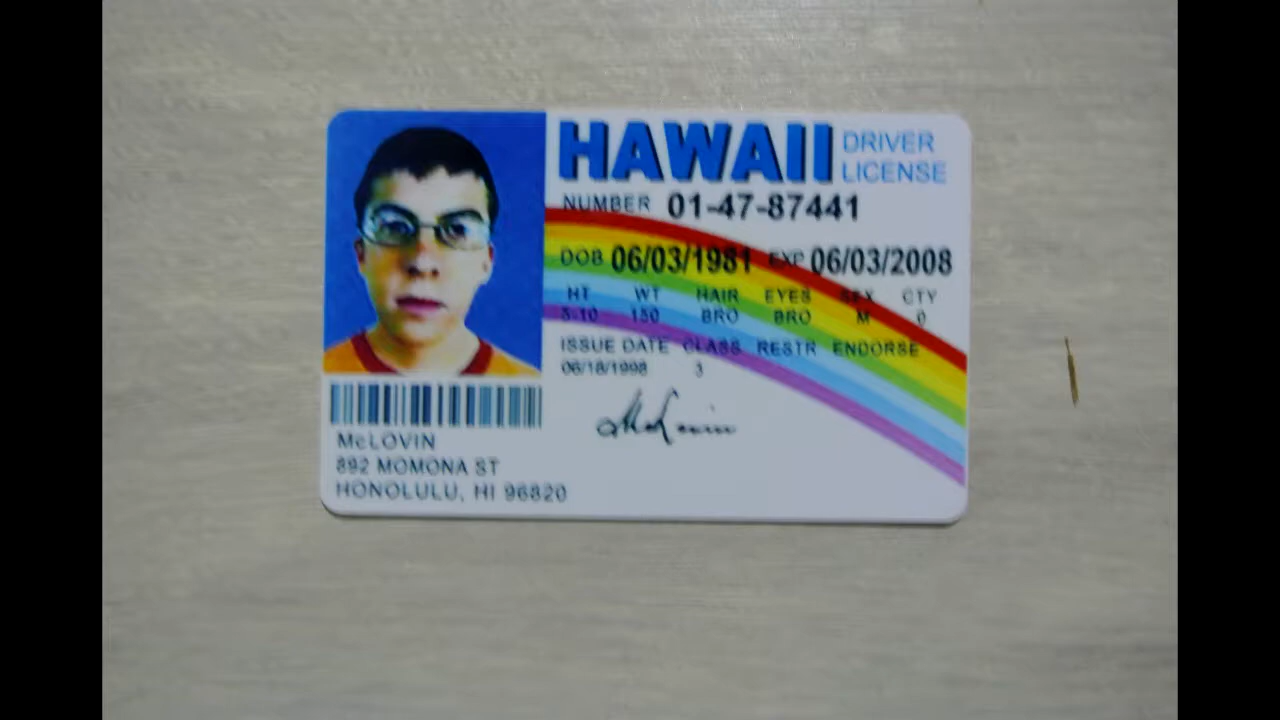 HAWAII DRIVER LICENSE
NUMBER 01-47-87441
DOB 06/03/1981 EXP 06/03/2008
HT WT HAIR EYES SEX CTY
5-10 150 BRO BRO M 0
ISSUE DATE CLASS RESTR ENDORSE
06/18/1998 3
McLovin
McLOVIN
892 MOMONA ST
HONOLULU, HI 96820